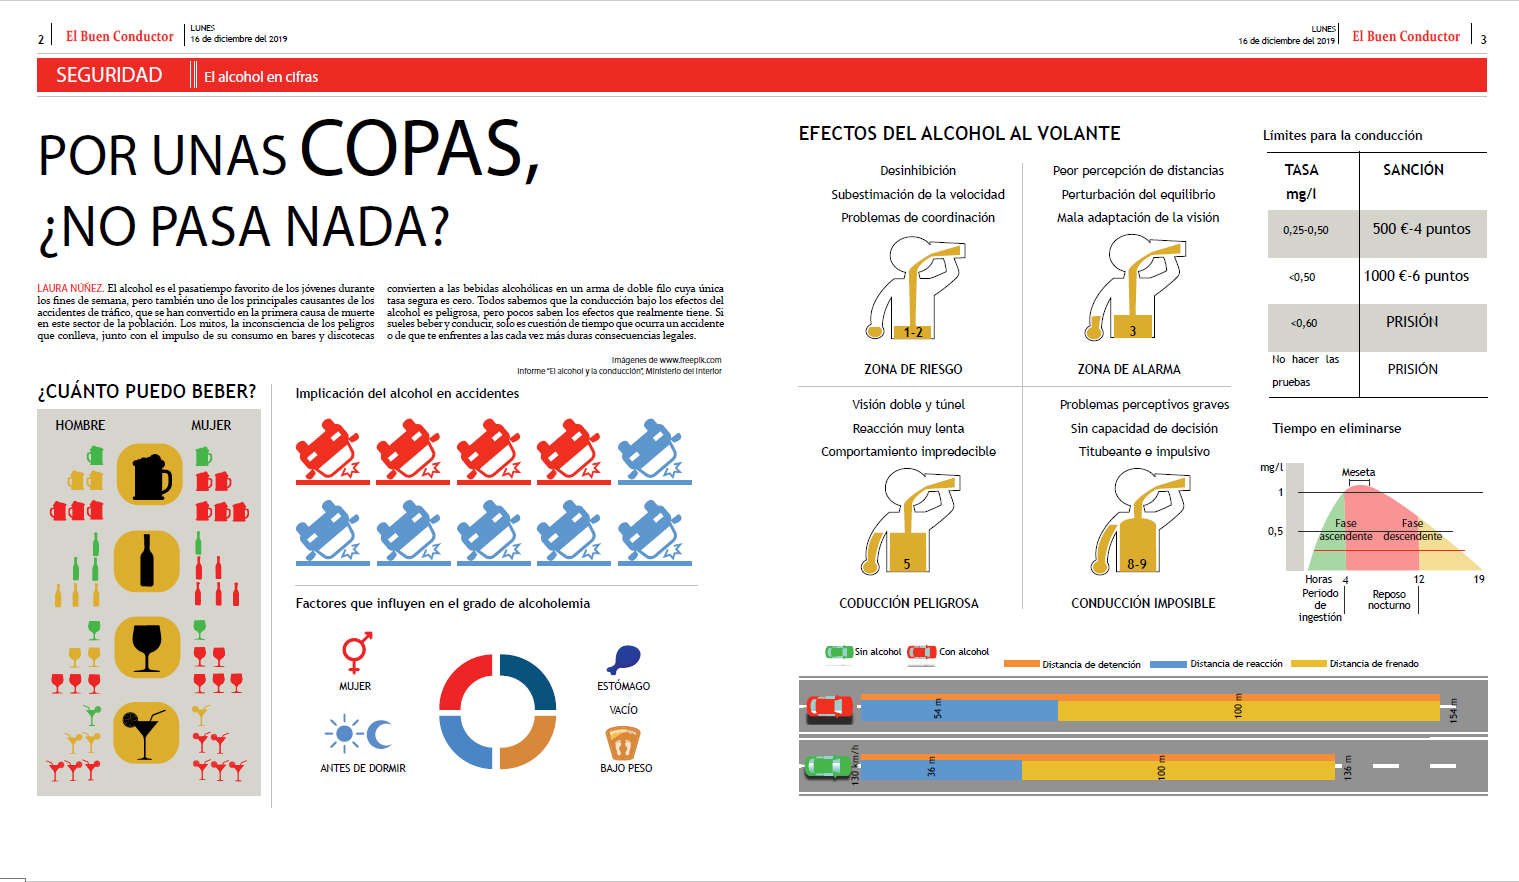 2
El Buen Conductor
LUNES
16 de diciembre del 2019
LUNES
16 de diciembre del 2019
El Buen Conductor
3
SEGURIDAD
El alcohol en cifras
POR UNAS COPAS,
¿NO PASA NADA?
LAURA NÚÑEZ. El alcohol es el pasatiempo favorito de los jóvenes durante
los fines de semana, pero también uno de los principales causantes de los
accidentes de tráfico, que se han convertido en la primera causa de muerte
en este sector de la población. Los mitos, la inconsciencia de los peligros
que conlleva, junto con el impulso de su consumo en bares y discotecas
convierten a las bebidas alcohólicas en un arma de doble filo cuya única
tasa segura es cero. Todos sabemos que la conducción bajo los efectos del
alcohol es peligrosa, pero pocos saben los efectos que realmente tiene. Si
sueles beber y conducir, solo es cuestión de tiempo que ocurra un accidente
o de que te enfrentes a las cada vez más duras consecuencias legales.
Imágenes de www.freepik.com
Informe "El alcohol y la conducción", Ministerio del Interior
¿CUÁNTO PUEDO BEBER?
HOMBRE
MUJER
Implicación del alcohol en accidentes
Factores que influyen en el grado de alcoholemia
MUJER
ESTÓMAGO
VACÍO
ANTES DE DORMIR
BAJO PESO
EFECTOS DEL ALCOHOL AL VOLANTE
Desinhibición
Subestimación de la velocidad
Problemas de coordinación
1-2
ZONA DE RIESGO
Peor percepción de distancias
Perturbación del equilibrio
Mala adaptación de la visión
3
ZONA DE ALARMA
Visión doble y túnel
Reacción muy lenta
Comportamiento impredecible
5
CODUCCIÓN PELIGROSA
Problemas perceptivos graves
Sin capacidad de decisión
Titubeante e impulsivo
8-9
CONDUCCIÓN IMPOSIBLE
Límites para la conducción
TASA
mg/l
SANCIÓN
0,25-0,50
500 €-4 puntos
<0,50
1000 €-6 puntos
<0,60
PRISIÓN
No hacer las
pruebas
PRISIÓN
Tiempo en eliminarse
mg/l
Meseta
1
0,5
Fase
ascendente
Fase
descendente
Horas
4
12
19
Periodo
de
ingestión
Reposo
nocturno
Sin alcohol
Con alcohol
Distancia de detención
Distancia de reacción
Distancia de frenado
54 m
100 m
154 m
130 km/h
36 m
100 m
136 m